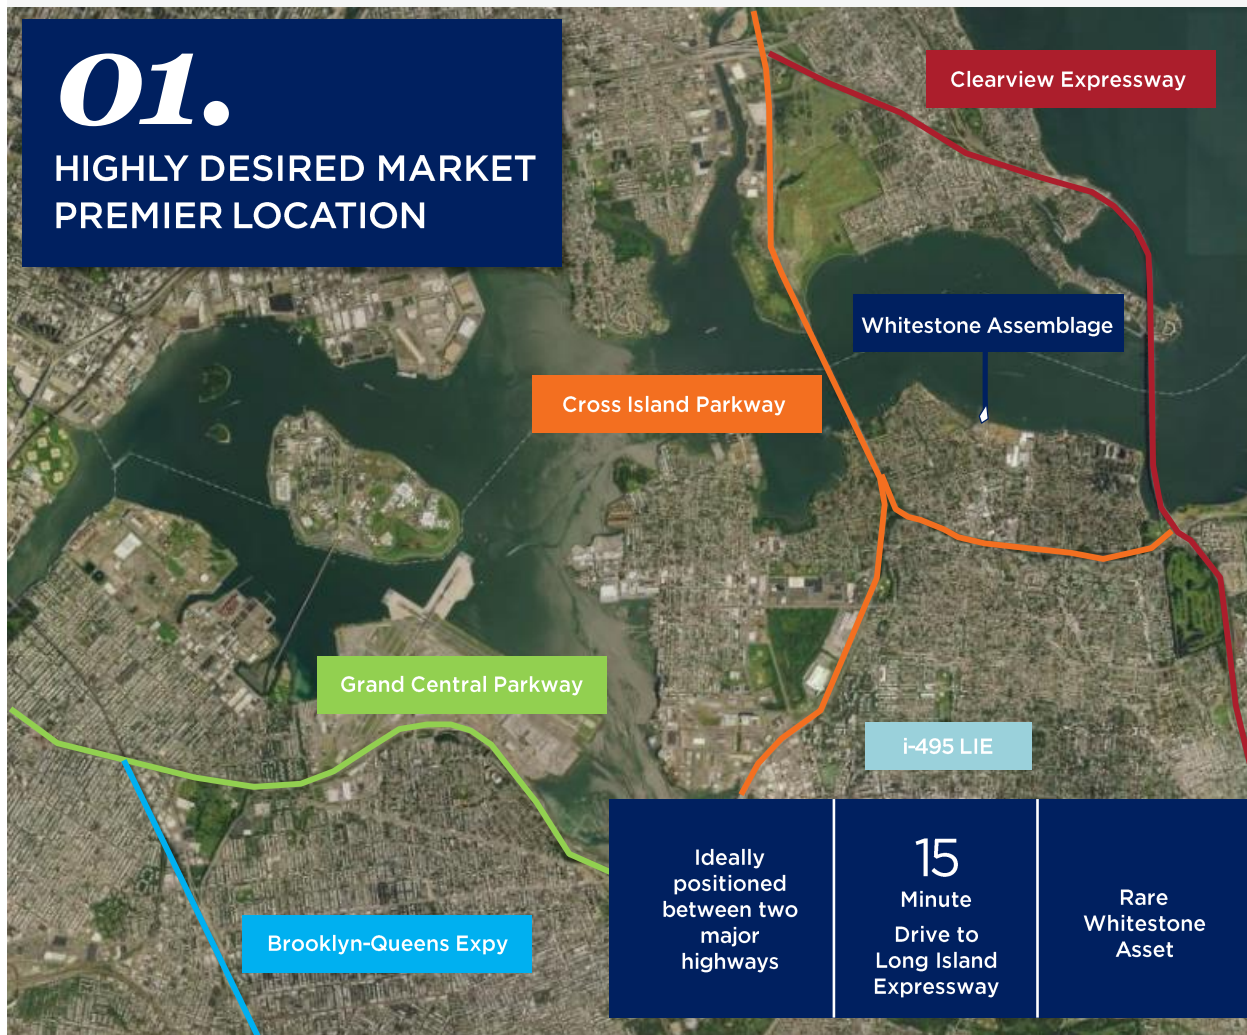 01.
HIGHLY DESIRED MARKET
PREMIER LOCATION
Clearview Expressway
Whitestone Assemblage
Cross Island Parkway
Grand Central Parkway
i-495 LIE
Brooklyn-Queens Expy
Ideally
positioned
between two
major
highways
15
Minute
Drive to
Long Island
Expressway
Rare
Whitestone
Asset